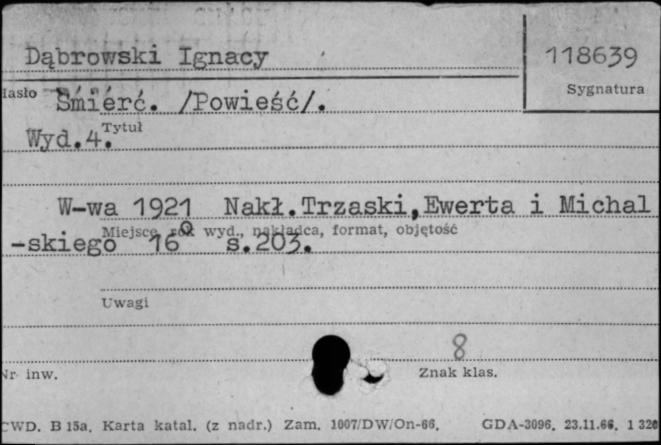 Dąbrowski Ignacy
118639
Sygnatura
Hasło Śmierć. /Powieść/.
Tytuł
Wyd.4.
W-wa 1921 Nakł.Trzaski,Ewerta i Michal
Miejsce, rok wyd., nakładca, format, objętość
-skiego 16° s.203.
Uwagi
8
Nr inw.
Znak klas.
CWD. B 15a. Karta katal. (z nadr.) Zam. 1007/DW/On-66. GDA-3096. 23.11.66. 1 320